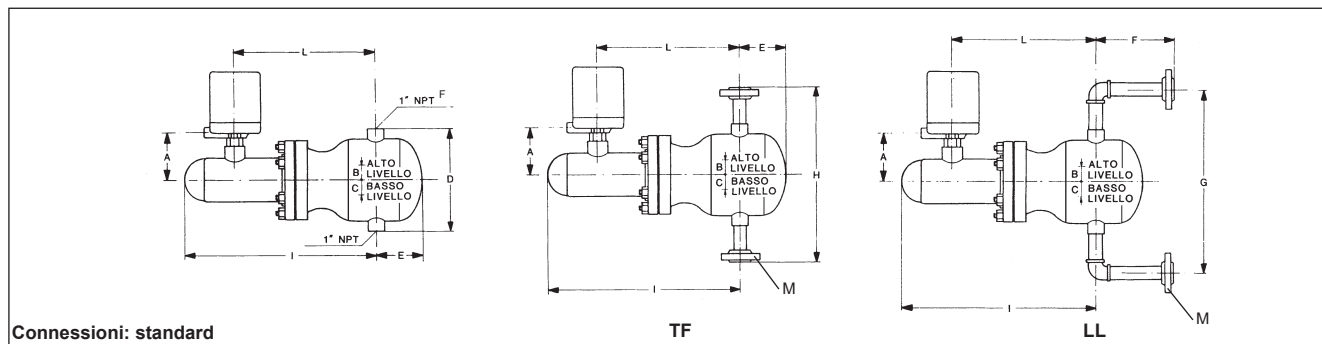 L
1" NPT F
A
ALTO
LIVELLO
B
C
BASSO
LIVELLO
D
1" NPT
I
E
Connessioni: standard
L
E
A
ALTO
LIVELLO
B
C
BASSO
LIVELLO
H
I
M
TF
L
F
A
ALTO
LIVELLO
B
C
BASSO
LIVELLO
G
I
M
LL